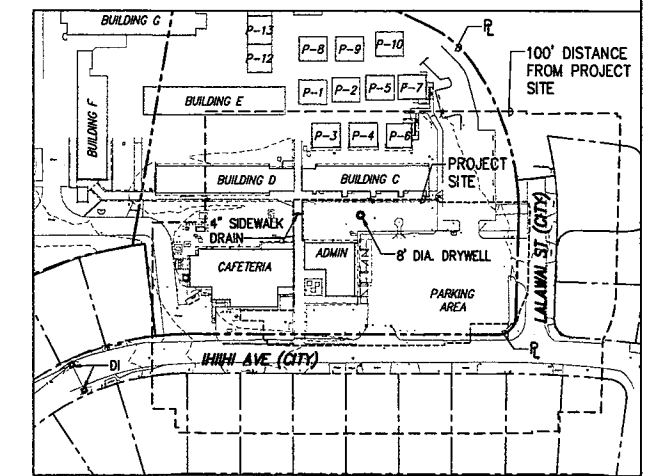 BUILDING G
P-13
P-12
P-8
P-9
P-10
PL
100' DISTANCE
FROM PROJECT
SITE
BUILDING F
BUILDING E
P-1
P-2
P-5
P-7
P-3
P-4
P-6
PROJECT
SITE
BUILDING D
BUILDING C
4" SIDEWALK
DRAIN
8' DIA. DRYWELL
CAFETERIA
ADMIN
PARKING
AREA
LALAWAI ST. (CITY)
DI
IHIIHI AVE (CITY)
PL